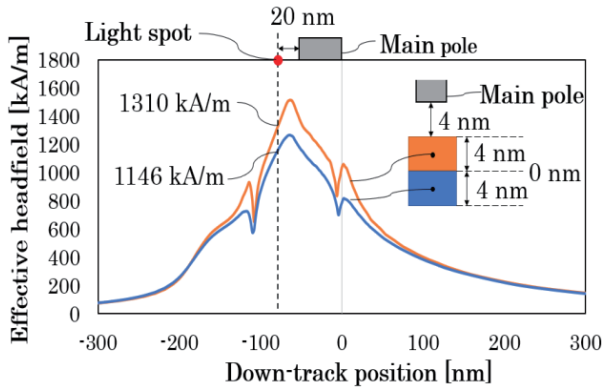 20 nm
Light spot
Main pole
Effective headfield [kA/m]
1800
1600
1400
1200
1000
800
600
400
200
0
1310 kA/m
1146 kA/m
Main pole
4 nm
4 nm
0 nm
4 nm
-300 -200 -100 0 100 200 300
Down-track position [nm]